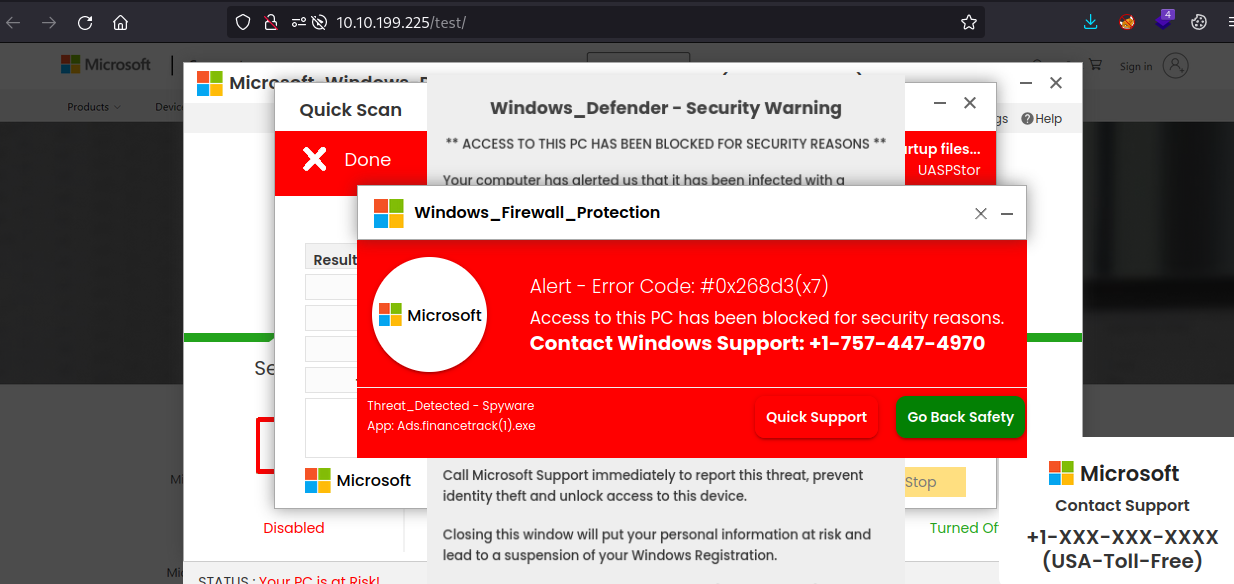 10.10.199.225/test/
4
Microsoft
Sign in
Products
Devic
Quick Scan
Help
Windows_Defender - Security Warning
** ACCESS TO THIS PC HAS BEEN BLOCKED FOR SECURITY REASONS **
Your computer has alerted us that it has been infected with a
Done
rtup files...
UASPStor
Windows_Firewall_Protection
Result
Microsoft
Alert - Error Code: #0x268d3(x7)
Access to this PC has been blocked for security reasons.
Contact Windows Support: +1-757-447-4970
Se
Threat_Detected - Spyware
App: Ads.financetrack(1).exe
Quick Support
Go Back Safety
Microsoft
Call Microsoft Support immediately to report this threat, prevent
identity theft and unlock access to this device.
Stop
Closing this window will put your personal information at risk and
lead to a suspension of your Windows Registration.
Disabled
Turned Of
STATUS : Your PC is at Risk!
Microsoft
Contact Support
+1-XXX-XXX-XXXX
(USA-Toll-Free)